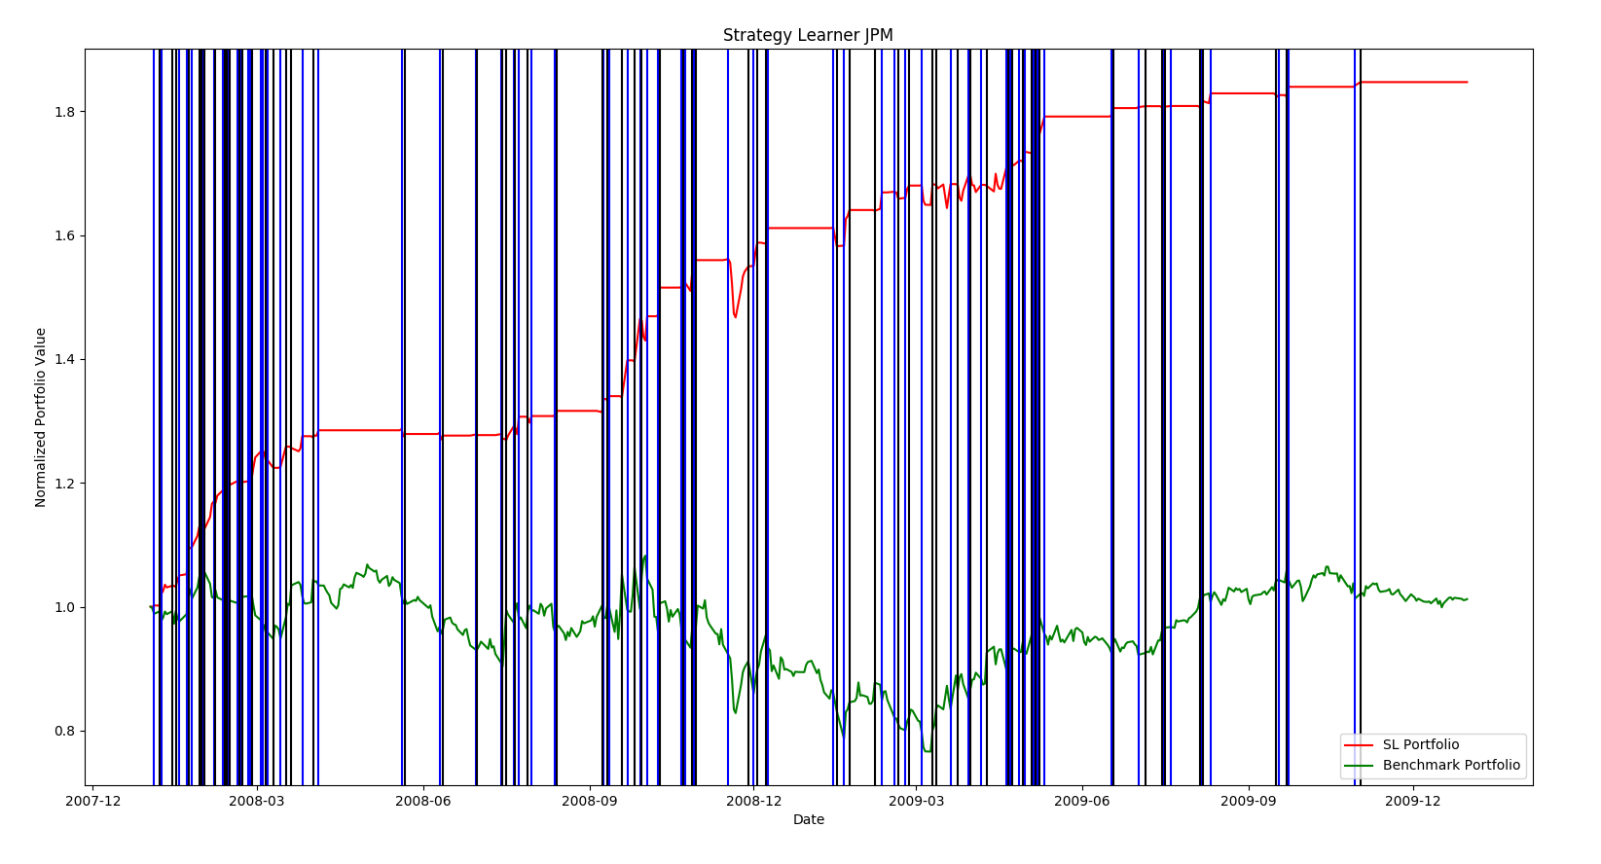 Strategy Learner JPM
Normalized Portfolio Value
1.8
1.6
1.4
1.2
1.0
0.8
SL Portfolio
Benchmark Portfolio
2007-12 2008-03 2008-06 2008-09 2008-12 2009-03 2009-06 2009-09 2009-12
Date